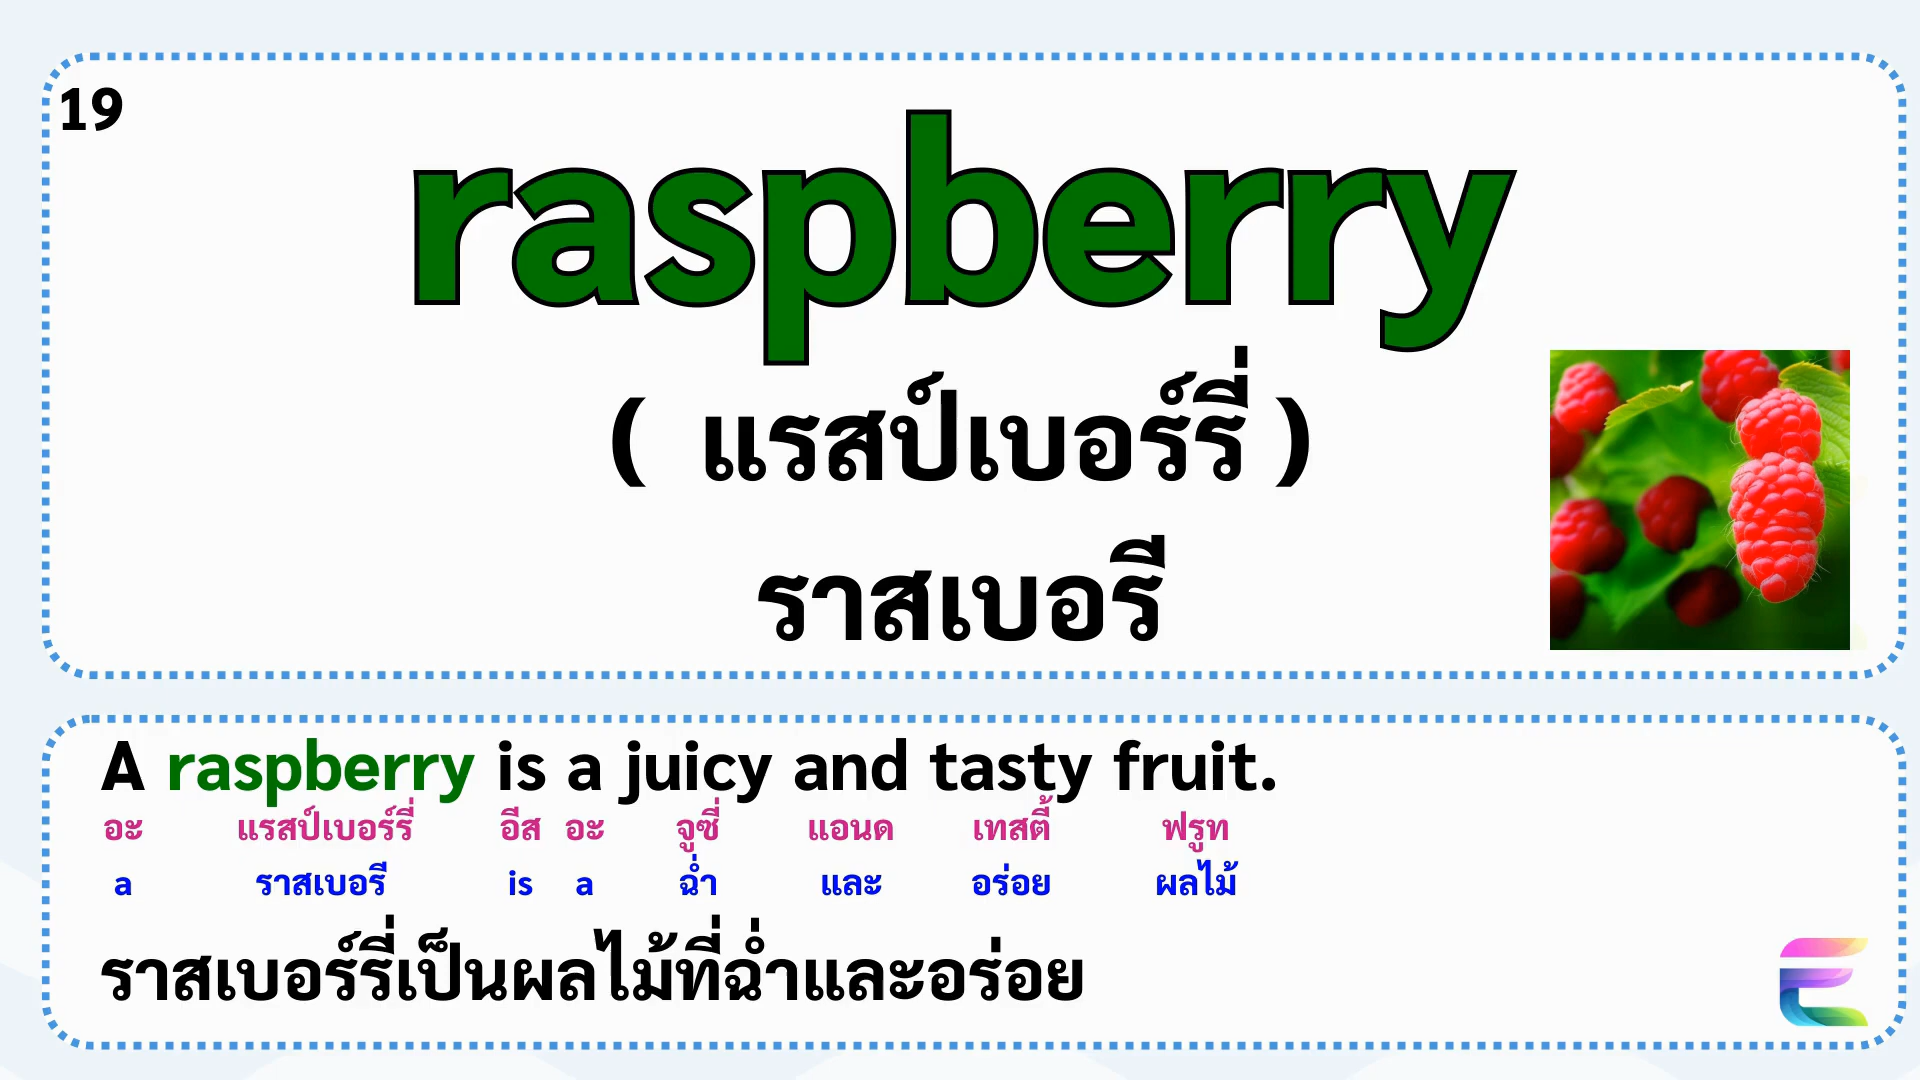 19
raspberry
( แรสป์เบอร์รี่ )
ราสเบอรี
A raspberry is a juicy and tasty fruit.
อะ แรสป์เบอร์รี่ อีส อะ จูซี่ แอนด เทสตี้ ฟรูท
a ราสเบอรี is a ฉ่ำ และ อร่อย ผลไม้
ราสเบอร์รี่เป็นผลไม้ที่ฉ่ำและอร่อย